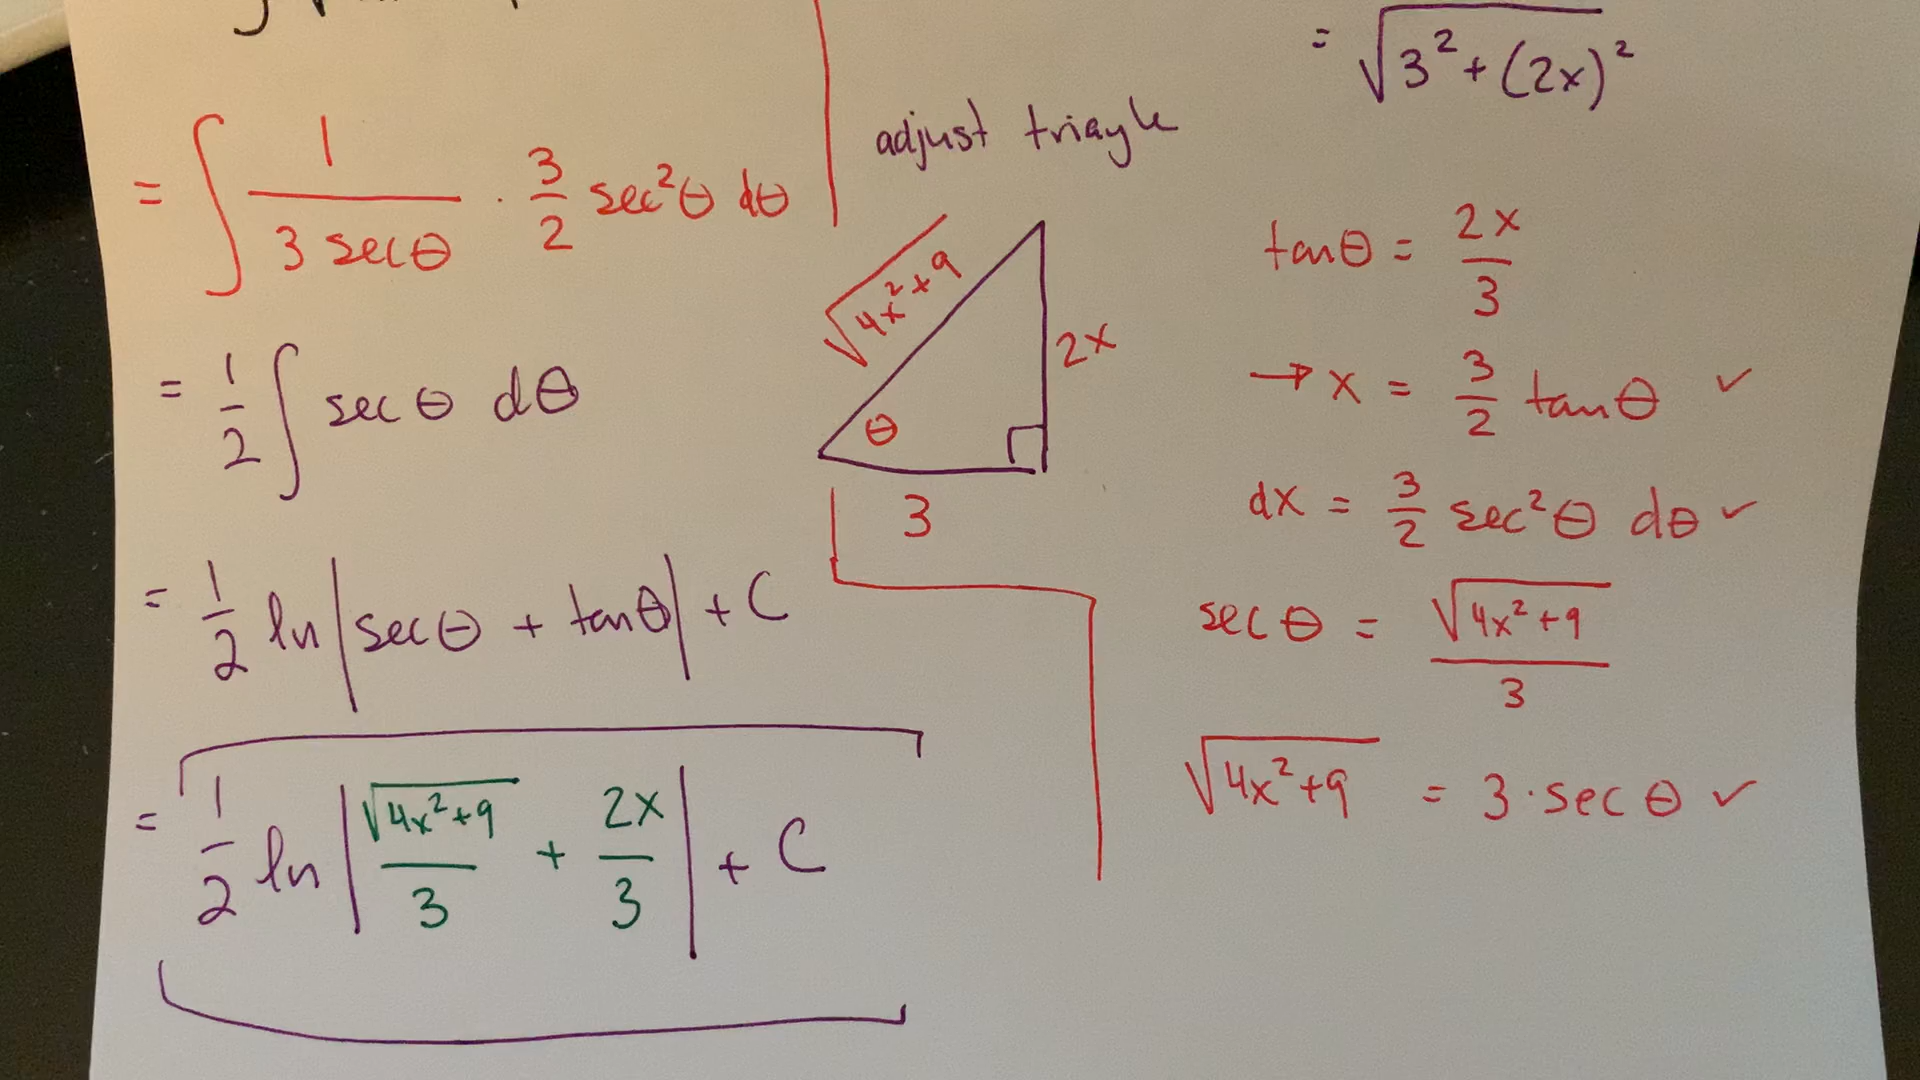 = ∫ 1 / (3 secθ) · 3/2 sec²θ dθ
= 1/2 ∫ secθ dθ
= 1/2 ln|secθ + tanθ| + C
= 1/2 ln|√(4x²+9) / 3 + 2x/3| + C
adjust
√(4x²+9)
2x
θ
3
= √(3² + (2x)²)
tanθ = 2x/3
→ x = 3/2 tanθ ✓
dx = 3/2 sec²θ dθ ✓
secθ = √(4x²+9) / 3
√(4x²+9) = 3·secθ ✓